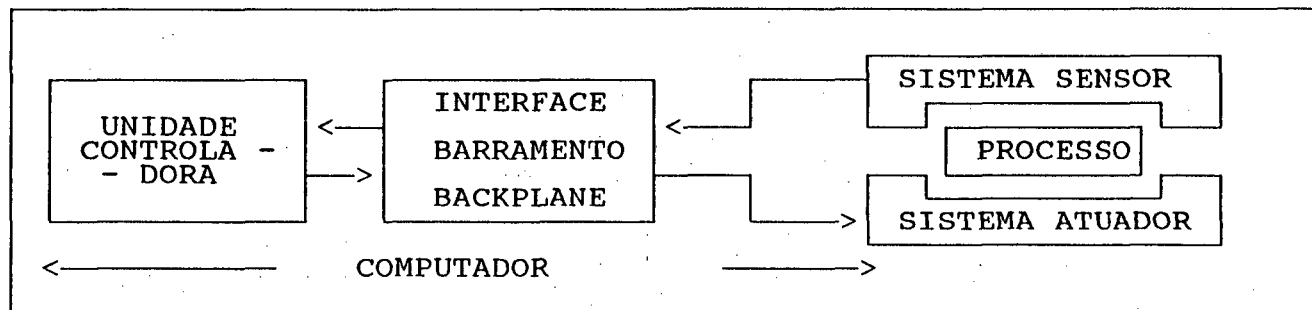 UNIDADE
CONTROLA -
- DORA
INTERFACE
BARRAMENTO
BACKPLANE
SISTEMA SENSOR
PROCESSO
SISTEMA ATUADOR
COMPUTADOR